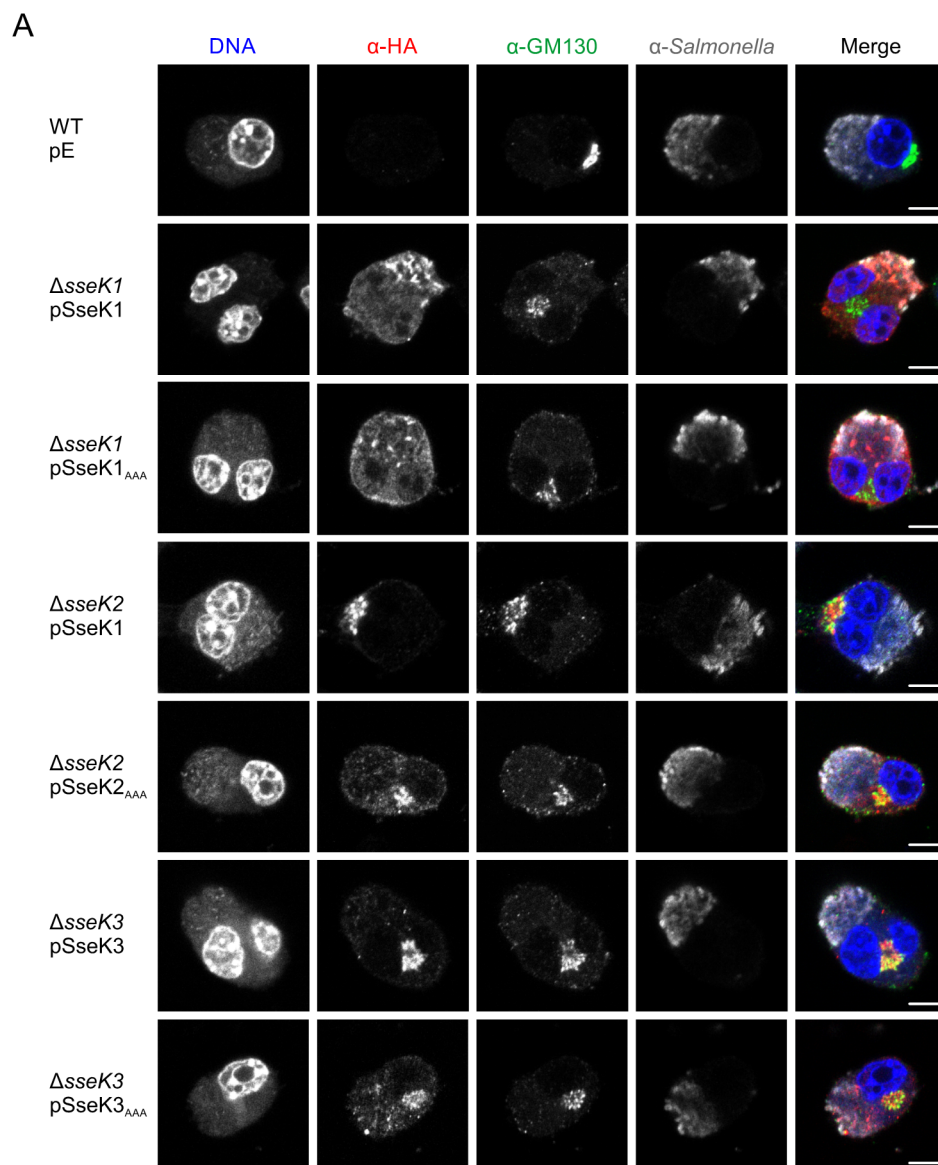 A
DNA α-HA α-GM130 α-Salmonella Merge
WT
pE
ΔsseK1
pSseK1
ΔsseK1
pSseK1AAA
ΔsseK2
pSseK1
ΔsseK2
pSseK2AAA
ΔsseK3
pSseK3
ΔsseK3
pSseK3AAA